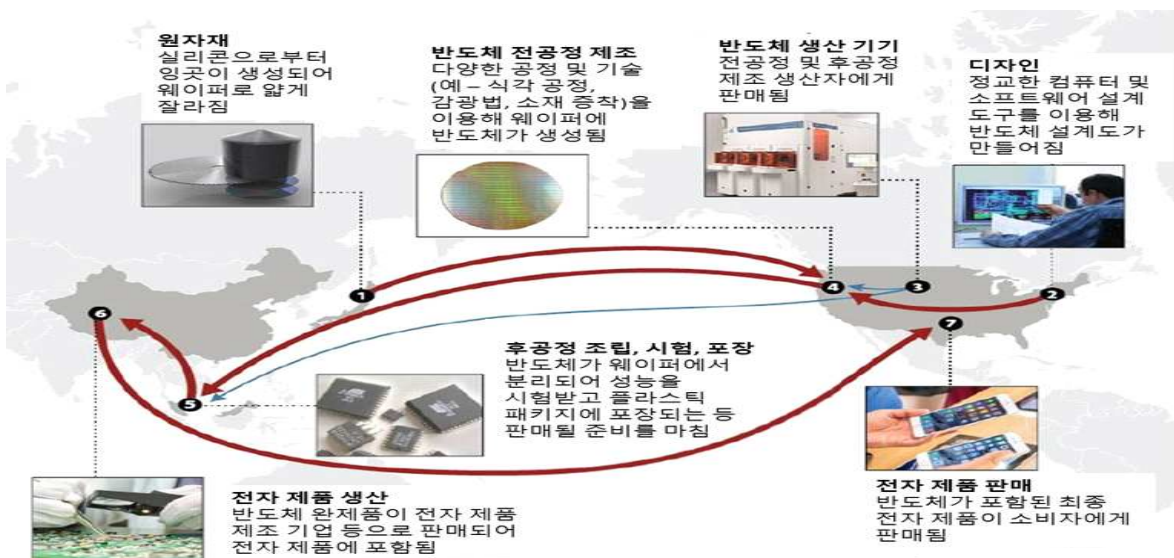 원자재
실리콘으로부터
잉곳이 생성되어
웨이퍼로 얇게
잘라짐
반도체 전공정 제조
다양한 공정 및 기술
(예 – 식각 공정,
감광법, 소재 증착)을
이용해 웨이퍼에
반도체가 생성됨
반도체 생산 기기
전공정 및 후공정
제조 생산자에게
판매됨
디자인
정교한 컴퓨터 및
소프트웨어 설계
도구를 이용해
반도체 설계도가
만들어짐
1
4
3
2
6
7
5
후공정 조립, 시험, 포장
반도체가 웨이퍼에서
분리되어 성능을
시험받고 플라스틱
패키지에 포장되는 등
판매될 준비를 마침
전자 제품 생산
반도체 완제품이 전자 제품
제조 기업 등으로 판매되어
전자 제품에 포함됨
전자 제품 판매
반도체가 포함된 최종
전자 제품이 소비자에게
판매됨